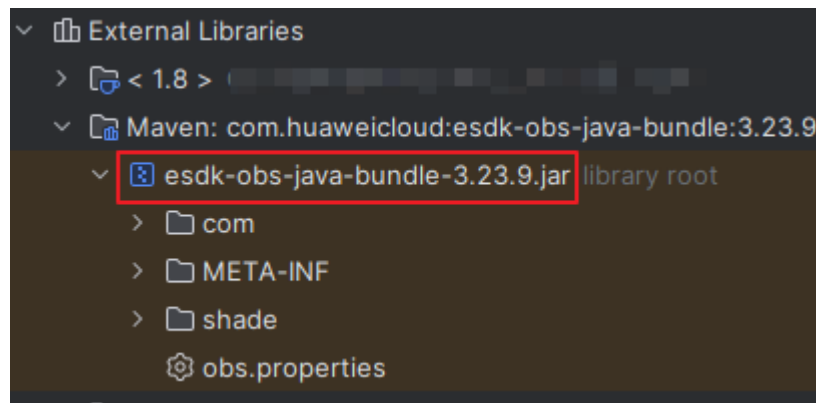 External Libraries
< 1.8 >
Maven: com.huaweicloud:esdk-obs-java-bundle:3.23.9
esdk-obs-java-bundle-3.23.9.jar library root
com
META-INF
shade
obs.properties